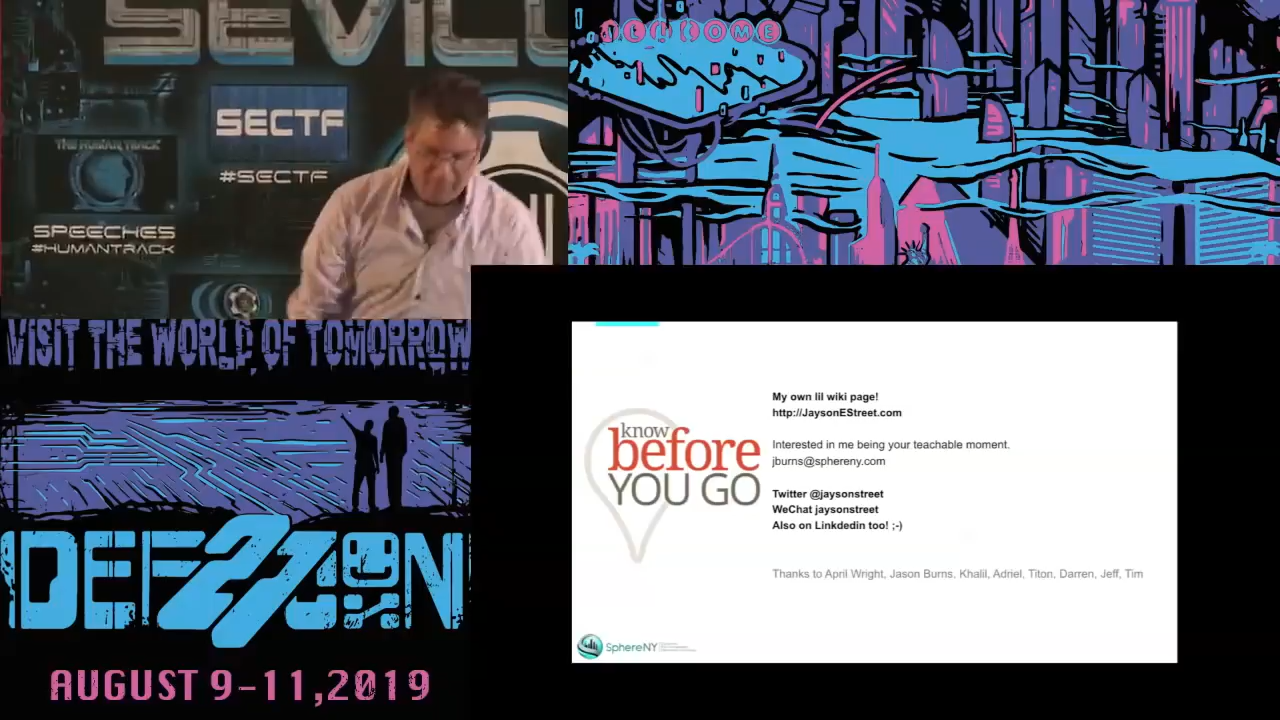 SEVILL
SECTF
#SECTF
THE HUMAN TRACK
SPEECHES
#HUMANTRACK
WELCOME
VISIT THE WORLD OF TOMORROW
DEFCON
27
AUGUST 9-11,2019
know
before
YOU GO
My own lil wiki page!
http://JaysonEStreet.com
Interested in me being your teachable moment.
jburns@sphereny.com
Twitter @jaysonstreet
WeChat jaysonstreet
Also on Linkdedin too! ;-)
Thanks to April Wright, Jason Burns, Khalil, Adriel, Titon, Darren, Jeff, Tim
SphereNY